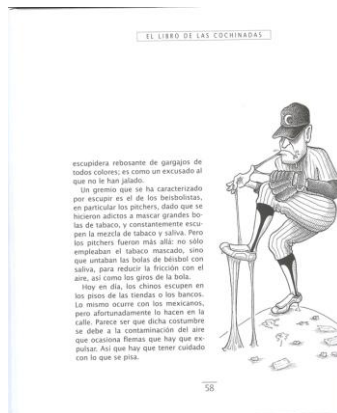 EL LIBRO DE LAS COCHINADAS
escupidera rebosante de gargajos de
todos colores; es como un excusado al
que no le han jalado.
Un gremio que se ha caracterizado
por escupir es el de los beisbolistas,
en particular los pitchers, dado que se
hicieron adictos a mascar grandes bo-
las de tabaco, y constantemente escu-
pen la mezcla de tabaco y saliva. Pero
los pitchers fueron más allá: no sólo
empleaban el tabaco mascado, sino
que untaban las bolas de béisbol con
saliva, para reducir la fricción con el
aire, así como los giros de la bola.
Hoy en día, los chinos escupen en
los pisos de las tiendas o los bancos.
Lo mismo ocurre con los mexicanos,
pero afortunadamente lo hacen en la
calle. Parece ser que dicha costumbre
se debe a la contaminación del aire
que ocasiona flemas que hay que ex-
pulsar. Así que hay que tener cuidado
con lo que se pisa.
C
58